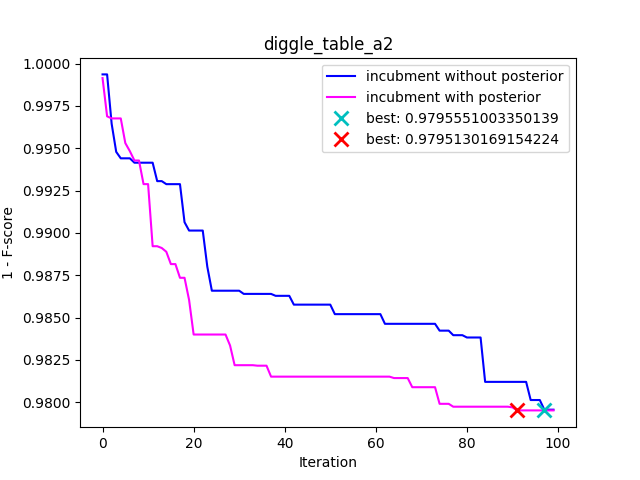 diggle_table_a2
incubment without posterior
incubment with posterior
best: 0.9795551003350139
best: 0.9795130169154224
1 - F-score
1.0000
0.9975
0.9950
0.9925
0.9900
0.9875
0.9850
0.9825
0.9800
0 20 40 60 80 100
Iteration